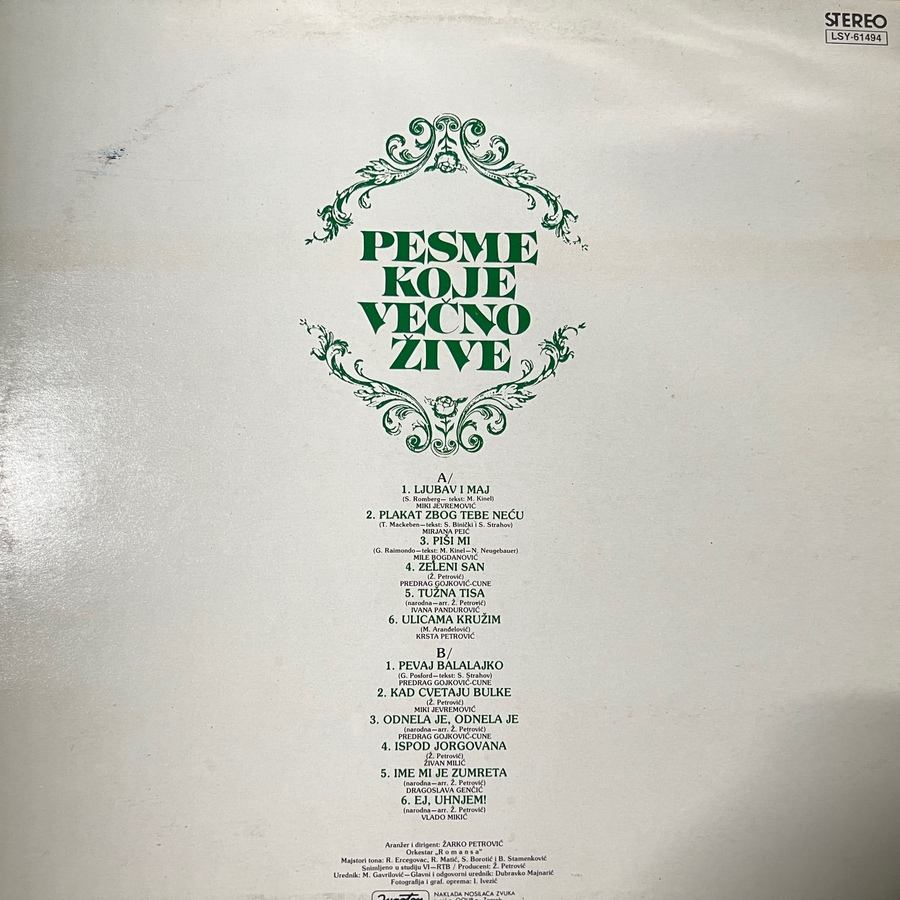 STEREO
LSY-61494
PESME
KOJE
VEČNO
ŽIVE
A/
1. LJUBAV I MAJ
(S. Romberg— tekst: M. Kinel)
MIKI JEVREMOVIĆ
2. PLAKAT ZBOG TEBE NEĆU
(T. Mackeben—tekst: S. Binički i S. Strahov)
MIRJANA PEIĆ
3. PIŠI MI
(G. Raimondo—tekst: M. Kinel—N. Neugebauer)
MILE BOGDANOVIĆ
4. ZELENI SAN
(Ž. Petrović)
PREDRAG GOJKOVIĆ-CUNE
5. TUŽNA TISA
(narodna—arr. Ž. Petrović)
IVANA PANDUROVIĆ
6. ULICAMA KRUŽIM
(M. Aranđelović)
KRSTA PETROVIĆ
B/
1. PEVAJ BALALAJKO
(G. Posford—tekst: S. Strahov)
PREDRAG GOJKOVIĆ-CUNE
2. KAD CVETAJU BULKE
(Ž. Petrović)
MIKI JEVREMOVIĆ
3. ODNELA JE, ODNELA JE
(narodna—arr. Ž. Petrović)
PREDRAG GOJKOVIĆ-CUNE
4. ISPOD JORGOVANA
(Ž. Petrović)
ŽIVAN MILIĆ
5. IME MI JE ZUMRETA
(narodna—arr. Ž. Petrović)
DRAGOSLAVA GENČIĆ
6. EJ, UHNJEM!
(narodna—arr. Ž. Petrović)
VLADO MIKIĆ
Aranžer i dirigent: ŽARKO PETROVIĆ
Orkestar „Romansa"
Majstori tona: R. Ercegovac, R. Matić, S. Borotić i B. Stamenković
Snimljeno u studiju VI—RTB / Producent: Ž. Petrović
Urednik: M. Gavrilović—Glavni i odgovorni urednik: Dubravko Majnarić
Fotografija i graf. oprema: I. Ivezić
NAKLADA NOSILACA ZVUKA